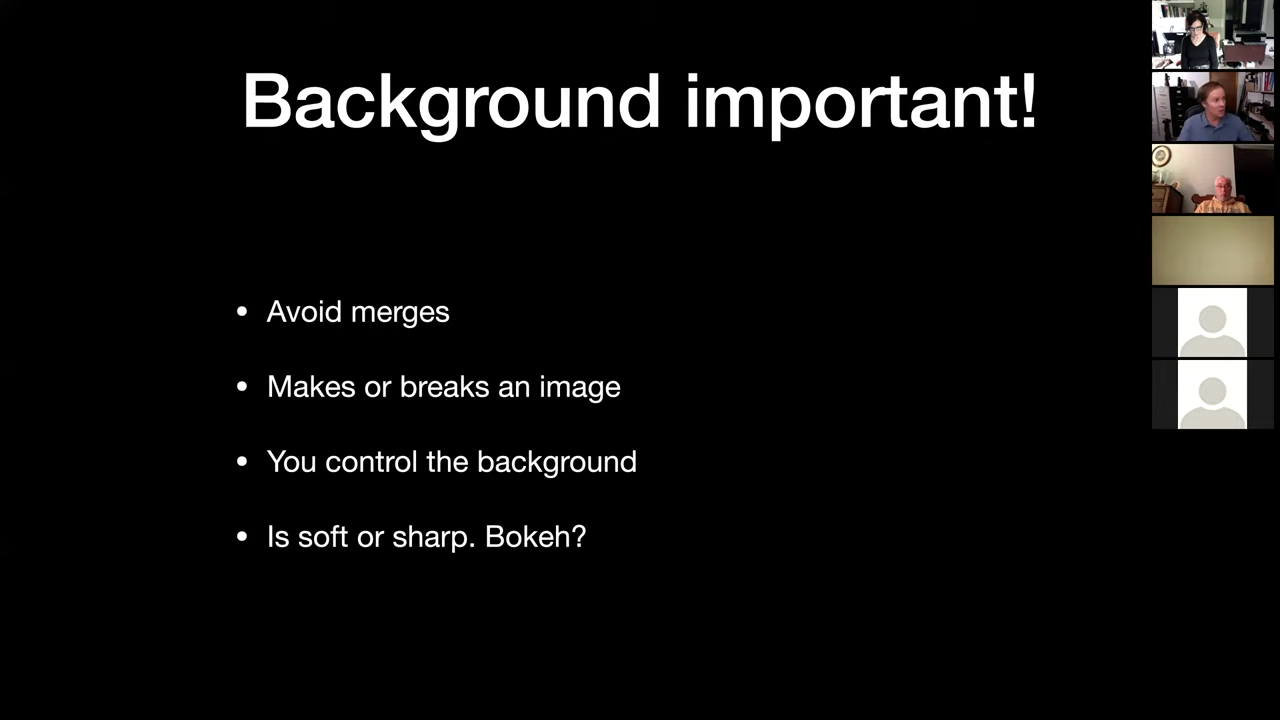 Background important!
• Avoid merges
• Makes or breaks an image
• You control the background
• Is soft or sharp. Bokeh?